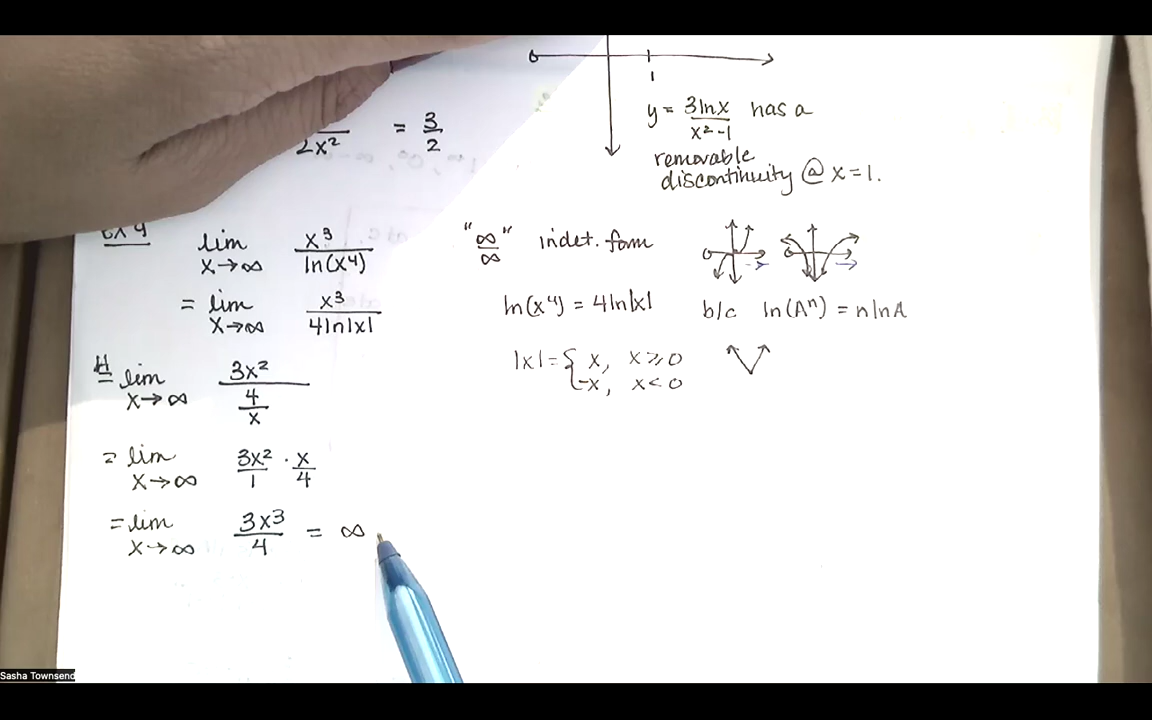 1
y = 3lnx / x²-1 has a
removable
discontinuity @ x=1.
2x² = 3/2
Ex 4 lim x→∞ x³ / ln(x⁴) "∞/∞" indet. form
= lim x→∞ x³ / 4ln|x| ln(x⁴) = 4ln|x| b/c ln(Aⁿ) = nlnA
|x| = { x, x ≥ 0
-x, x < 0
H= lim x→∞ 3x² / (4/x)
= lim x→∞ 3x²/1 · x/4
= lim x→∞ 3x³/4 = ∞
Sasha Townsend